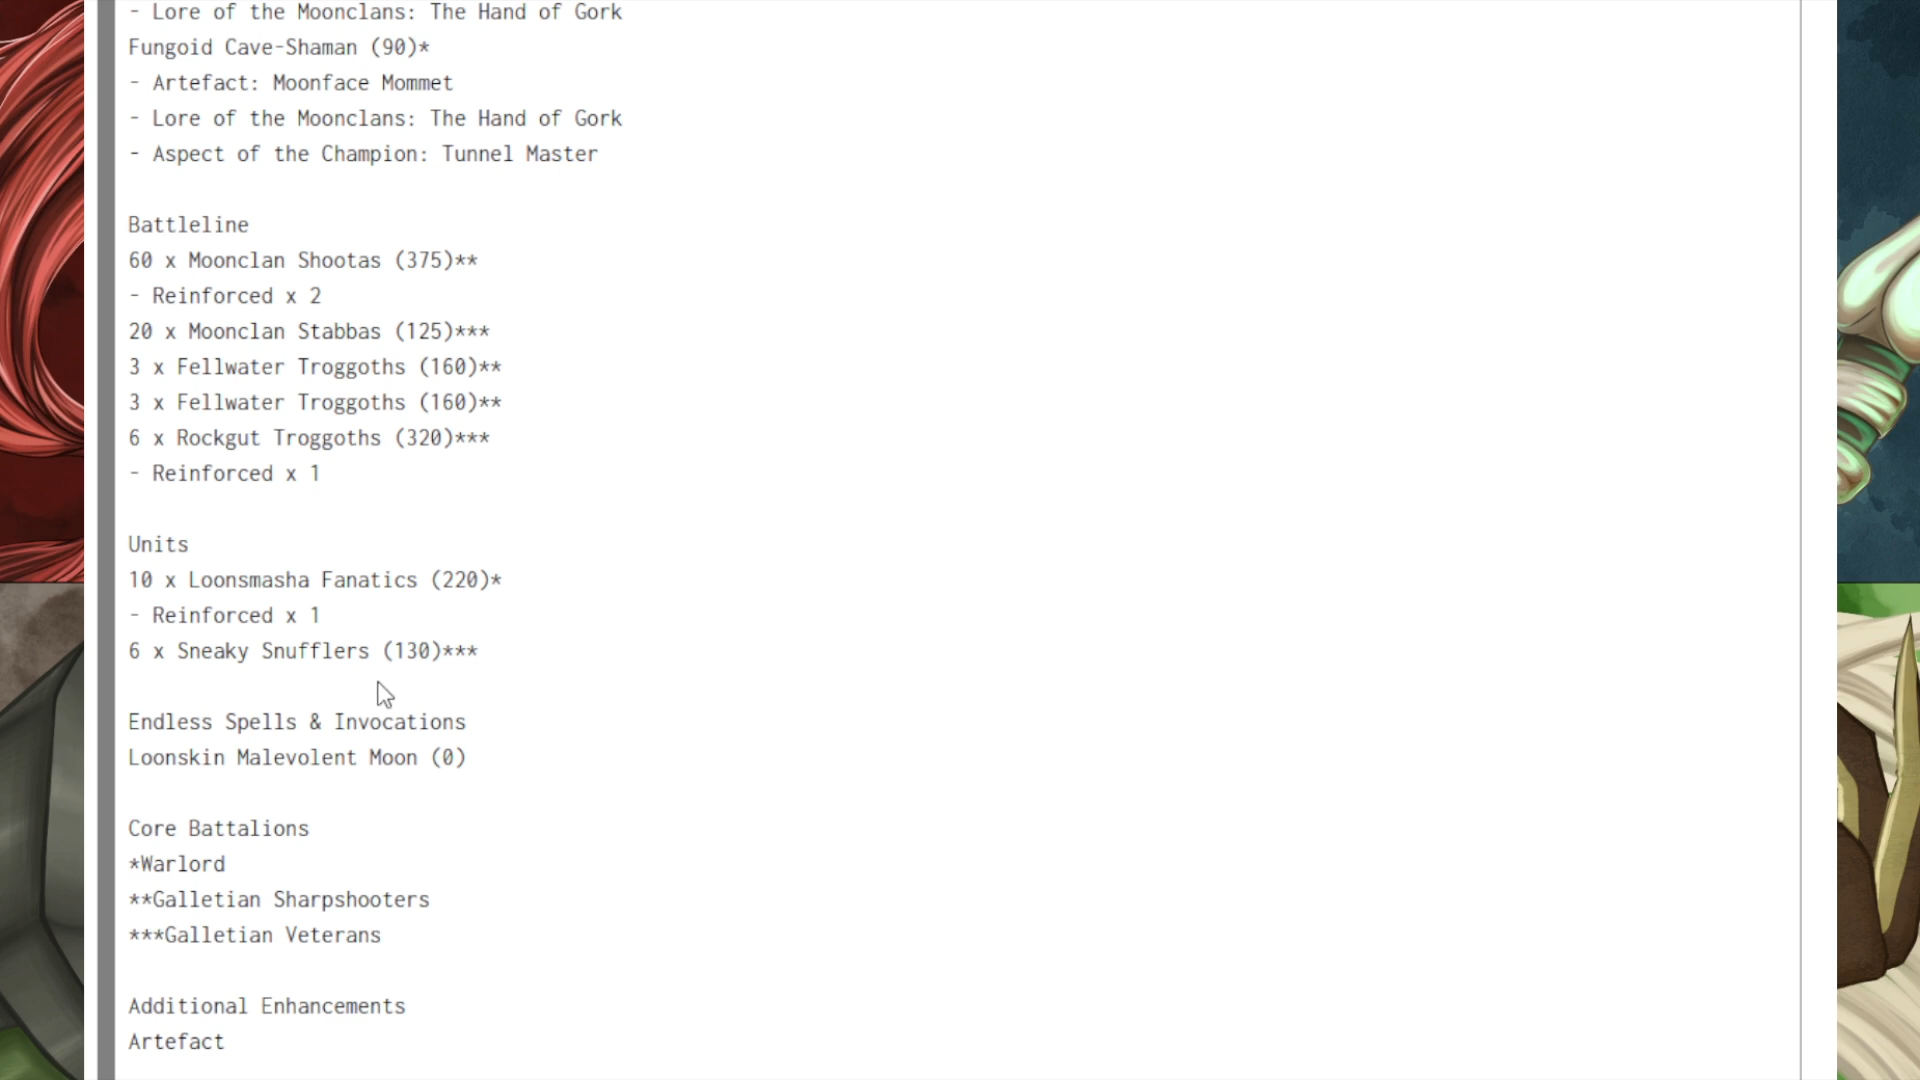 - Lore of the Moonclans: The Hand of Gork
Fungoid Cave-Shaman (90)*
- Artefact: Moonface Mommet
- Lore of the Moonclans: The Hand of Gork
- Aspect of the Champion: Tunnel Master
Battleline
60 x Moonclan Shootas (375)**
- Reinforced x 2
20 x Moonclan Stabbas (125)***
3 x Fellwater Troggoths (160)**
3 x Fellwater Troggoths (160)**
6 x Rockgut Troggoths (320)***
- Reinforced x 1
Units
10 x Loonsmasha Fanatics (220)*
- Reinforced x 1
6 x Sneaky Snufflers (130)***
Endless Spells & Invocations
Loonskin Malevolent Moon (0)
Core Battalions
*Warlord
**Galletian Sharpshooters
***Galletian Veterans
Additional Enhancements
Artefact